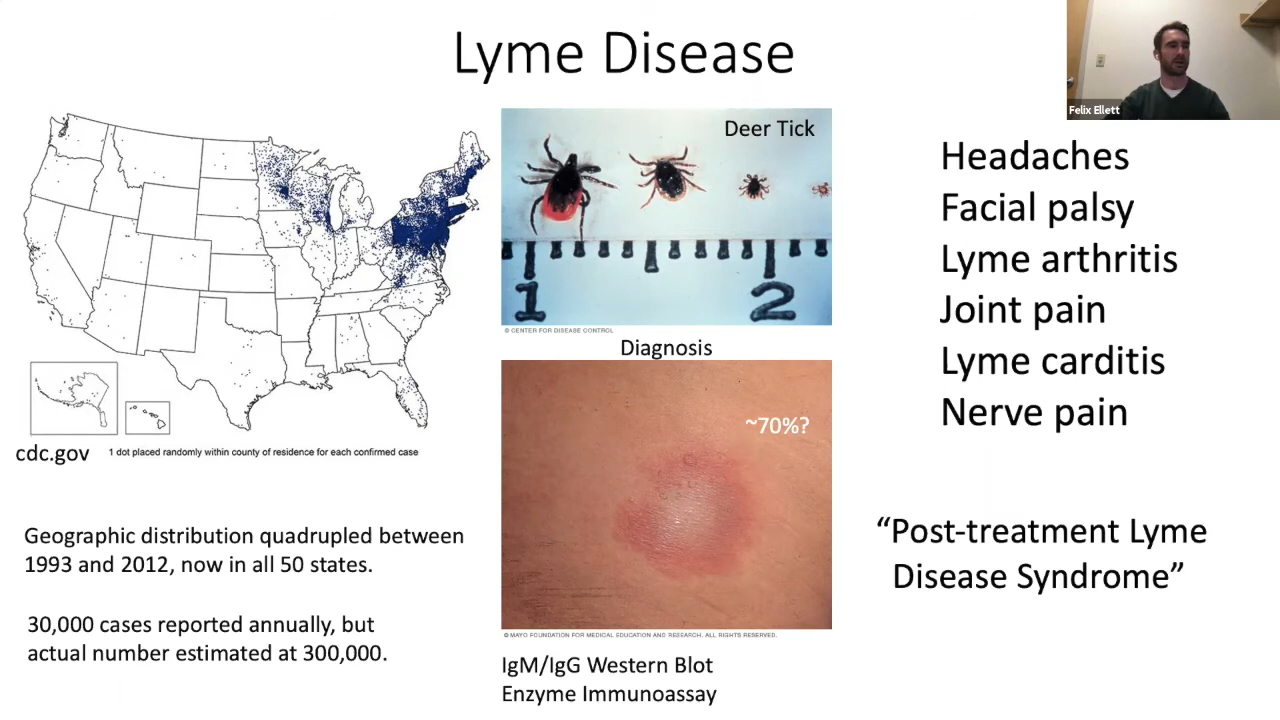 Lyme Disease
Felix Ellett
cdc.gov
1 dot placed randomly within county of residence for each confirmed case
Geographic distribution quadrupled between
1993 and 2012, now in all 50 states.
30,000 cases reported annually, but
actual number estimated at 300,000.
Deer Tick
1
2
© CENTER FOR DISEASE CONTROL
Diagnosis
~70%?
© MAYO FOUNDATION FOR MEDICAL EDUCATION AND RESEARCH. ALL RIGHTS RESERVED.
IgM/IgG Western Blot
Enzyme Immunoassay
Headaches
Facial palsy
Lyme arthritis
Joint pain
Lyme carditis
Nerve pain
“Post-treatment Lyme
Disease Syndrome”